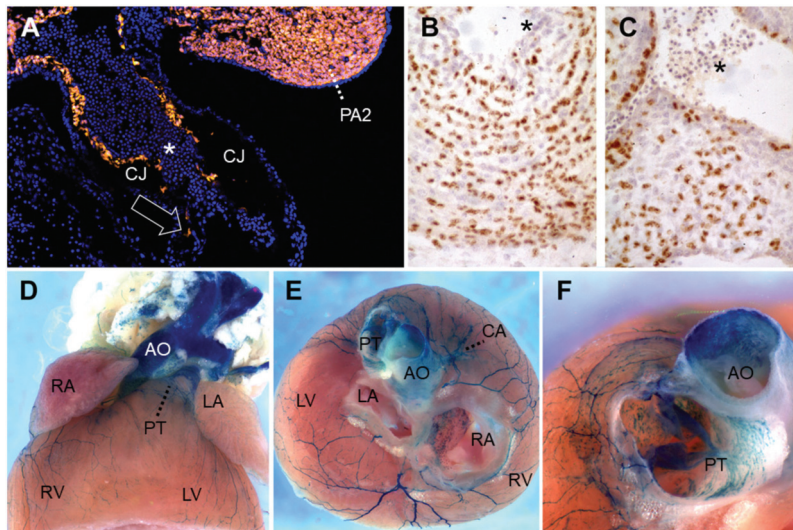 A
PA2
CJ
*
CJ
B
*
C
*
D
AO
RA
LA
PT
RV
LV
E
PT
CA
AO
LV
LA
RA
RV
F
AO
PT